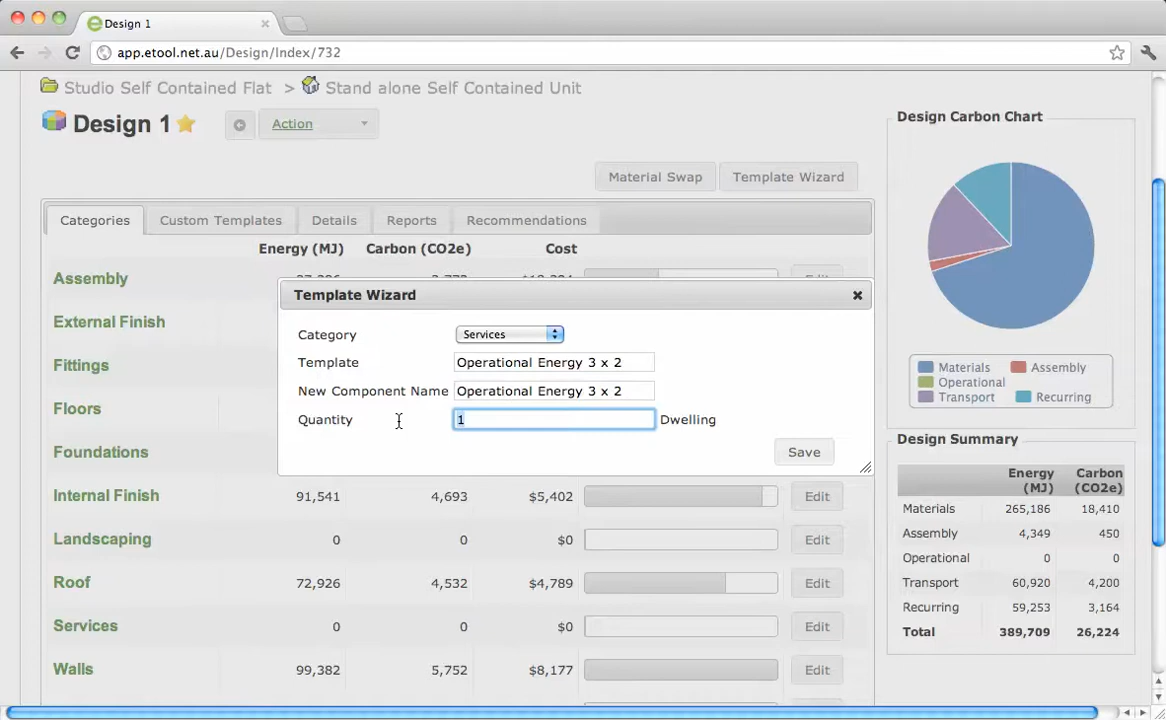 Design 1
app.etool.net.au/Design/Index/732
Studio Self Contained Flat > Stand alone Self Contained Unit
Design 1
Action
Material Swap
Template Wizard
Categories
Custom Templates
Details
Reports
Recommendations
Energy (MJ) Carbon (CO2e) Cost
Assembly
External Finish
Fittings
Floors
Foundations
Template Wizard
Category Services
Template Operational Energy 3 x 2
New Component Name Operational Energy 3 x 2
Quantity 1 Dwelling
Save
Internal Finish 91,541 4,693 $5,402 Edit
Landscaping 0 0 $0 Edit
Roof 72,926 4,532 $4,789 Edit
Services 0 0 $0 Edit
Walls 99,382 5,752 $8,177 Edit
Design Carbon Chart
Materials Assembly
Operational
Transport Recurring
Design Summary
Energy (MJ) Carbon (CO2e)
Materials 265,186 18,410
Assembly 4,349 450
Operational 0 0
Transport 60,920 4,200
Recurring 59,253 3,164
Total 389,709 26,224